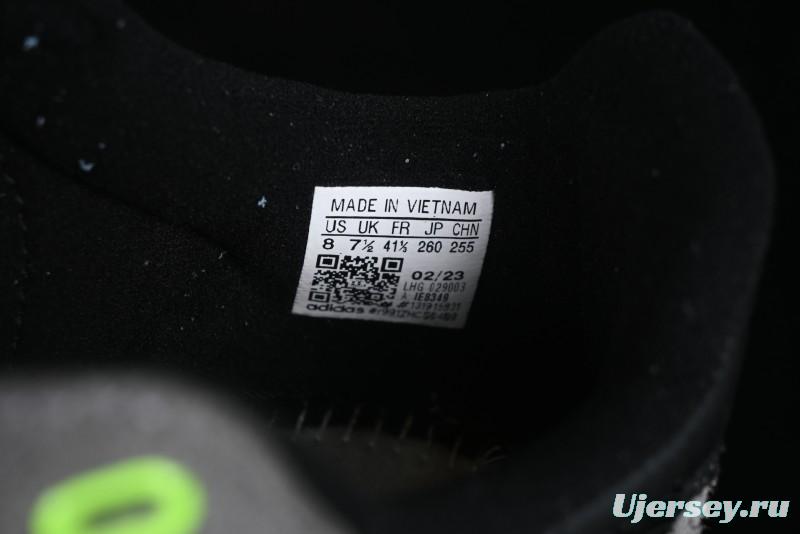 MADE IN VIETNAM
US UK FR JP CHN
8 7½ 41⅓ 260 255
02/23
LHG 029003
A IE8349
adidas
Ujersey.ru